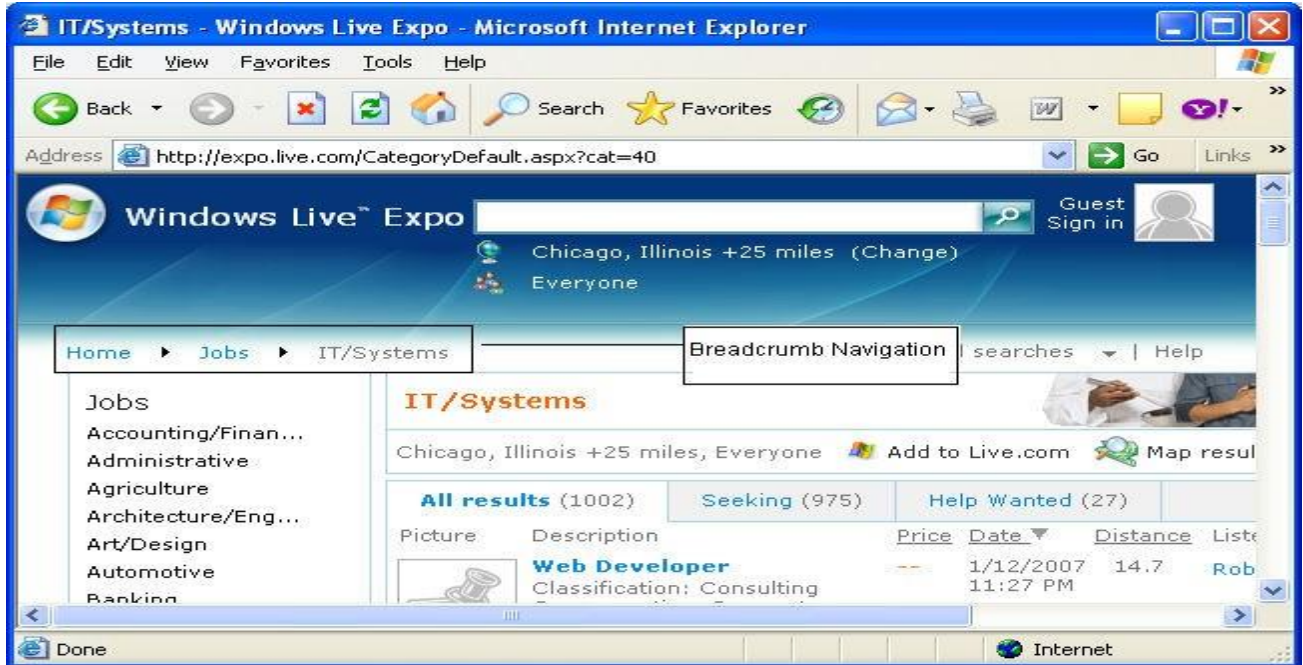 IT/Systems - Windows Live Expo - Microsoft Internet Explorer
File Edit View Favorites Tools Help
Back Search Favorites »
Address http://expo.live.com/CategoryDefault.aspx?cat=40 Go Links »
Windows Live™ Expo Guest
Sign in
Chicago, Illinois +25 miles (Change)
Everyone
Home Jobs IT/Systems Breadcrumb Navigation searches | Help
Jobs IT/Systems
Accounting/Finan...
Administrative Chicago, Illinois +25 miles, Everyone Add to Live.com Map resul
Agriculture
Architecture/Eng... All results (1002) Seeking (975) Help Wanted (27)
Art/Design Picture Description Price Date Distance Liste
Automotive Web Developer -- 1/12/2007 14.7 Rob
Banking Classification: Consulting 11:27 PM
Done Internet